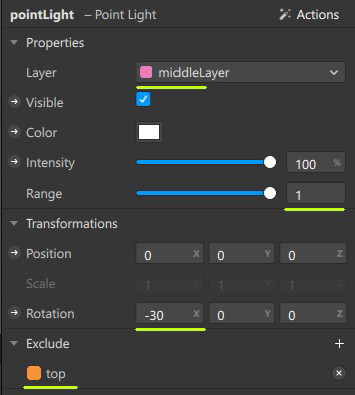 pointLight – Point Light Actions
Properties
Layer middleLayer
Visible
Color
Intensity 100 %
Range 1
Transformations
Position 0 X 0 Y 0 Z
Scale 1 X 1 Y 1 Z
Rotation -30 X 0 Y 0 Z
Exclude +
top